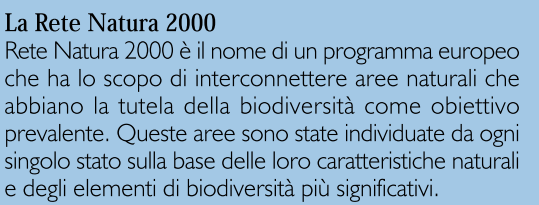 La Rete Natura 2000
Rete Natura 2000 è il nome di un programma europeo
che ha lo scopo di interconnettere aree naturali che
abbiano la tutela della biodiversità come obiettivo
prevalente. Queste aree sono state individuate da ogni
singolo stato sulla base delle loro caratteristiche naturali
e degli elementi di biodiversità più significativi.